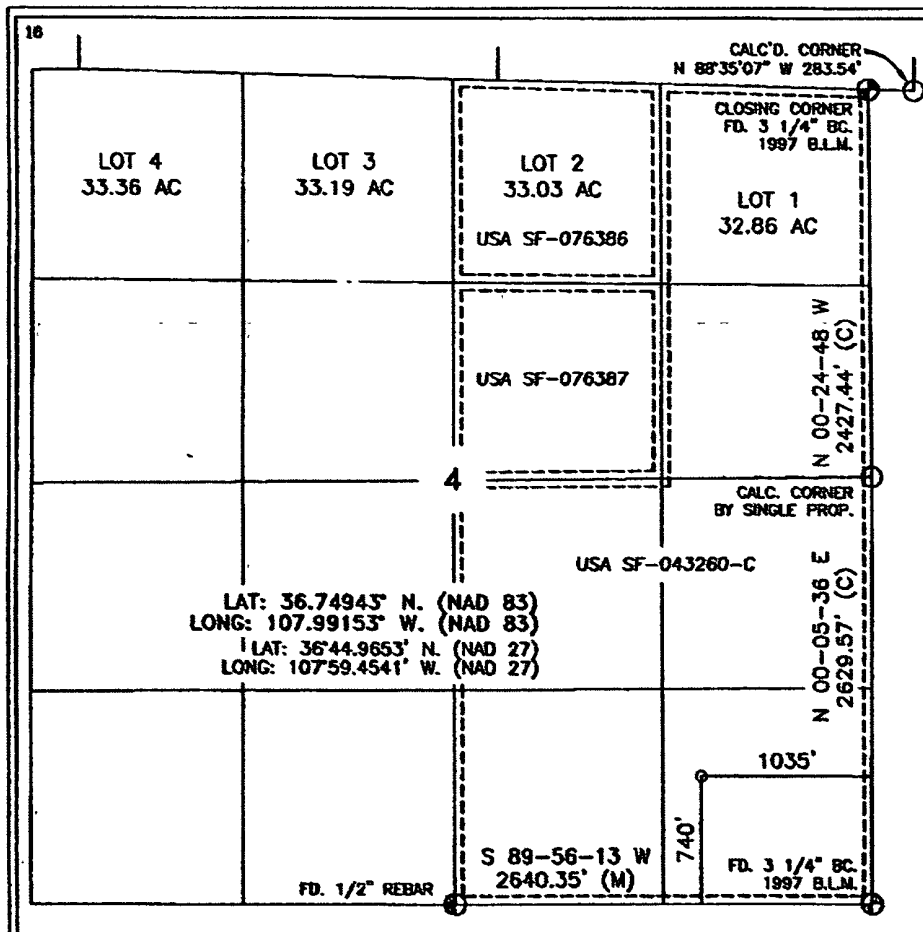 16
CALC'D. CORNER
N 88°35'07" W 283.54'
CLOSING CORNER
FD. 3 1/4" BC.
1997 B.L.M.
LOT 4
33.36 AC
LOT 3
33.19 AC
LOT 2
33.03 AC
LOT 1
32.86 AC
USA SF-076386
USA SF-076387
N 00-24-48 W
2427.44' (C)
4
CALC. CORNER
BY SINGLE PROP.
USA SF-043260-C
LAT: 36.74943° N. (NAD 83)
LONG: 107.99153° W. (NAD 83)
LAT: 36°44.9653' N. (NAD 27)
LONG: 107°59.4541' W. (NAD 27)
N 00-05-36 E
2629.57' (C)
1035'
740'
S 89-56-13 W
2640.35' (M)
FD. 3 1/4" BC.
1997 B.L.M.
FD. 1/2" REBAR